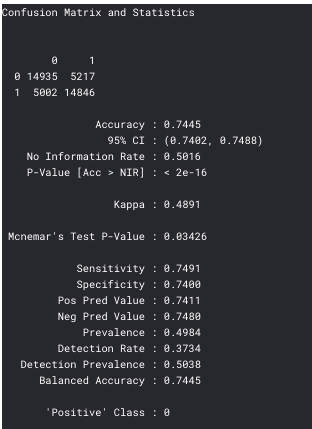 Confusion Matrix and Statistics
0 1
0 14935 5217
1 5002 14846
Accuracy : 0.7445
95% CI : (0.7402, 0.7488)
No Information Rate : 0.5016
P-Value [Acc > NIR] : < 2e-16
Kappa : 0.4891
Mcnemar's Test P-Value : 0.03426
Sensitivity : 0.7491
Specificity : 0.7400
Pos Pred Value : 0.7411
Neg Pred Value : 0.7480
Prevalence : 0.4984
Detection Rate : 0.3734
Detection Prevalence : 0.5038
Balanced Accuracy : 0.7445
'Positive' Class : 0